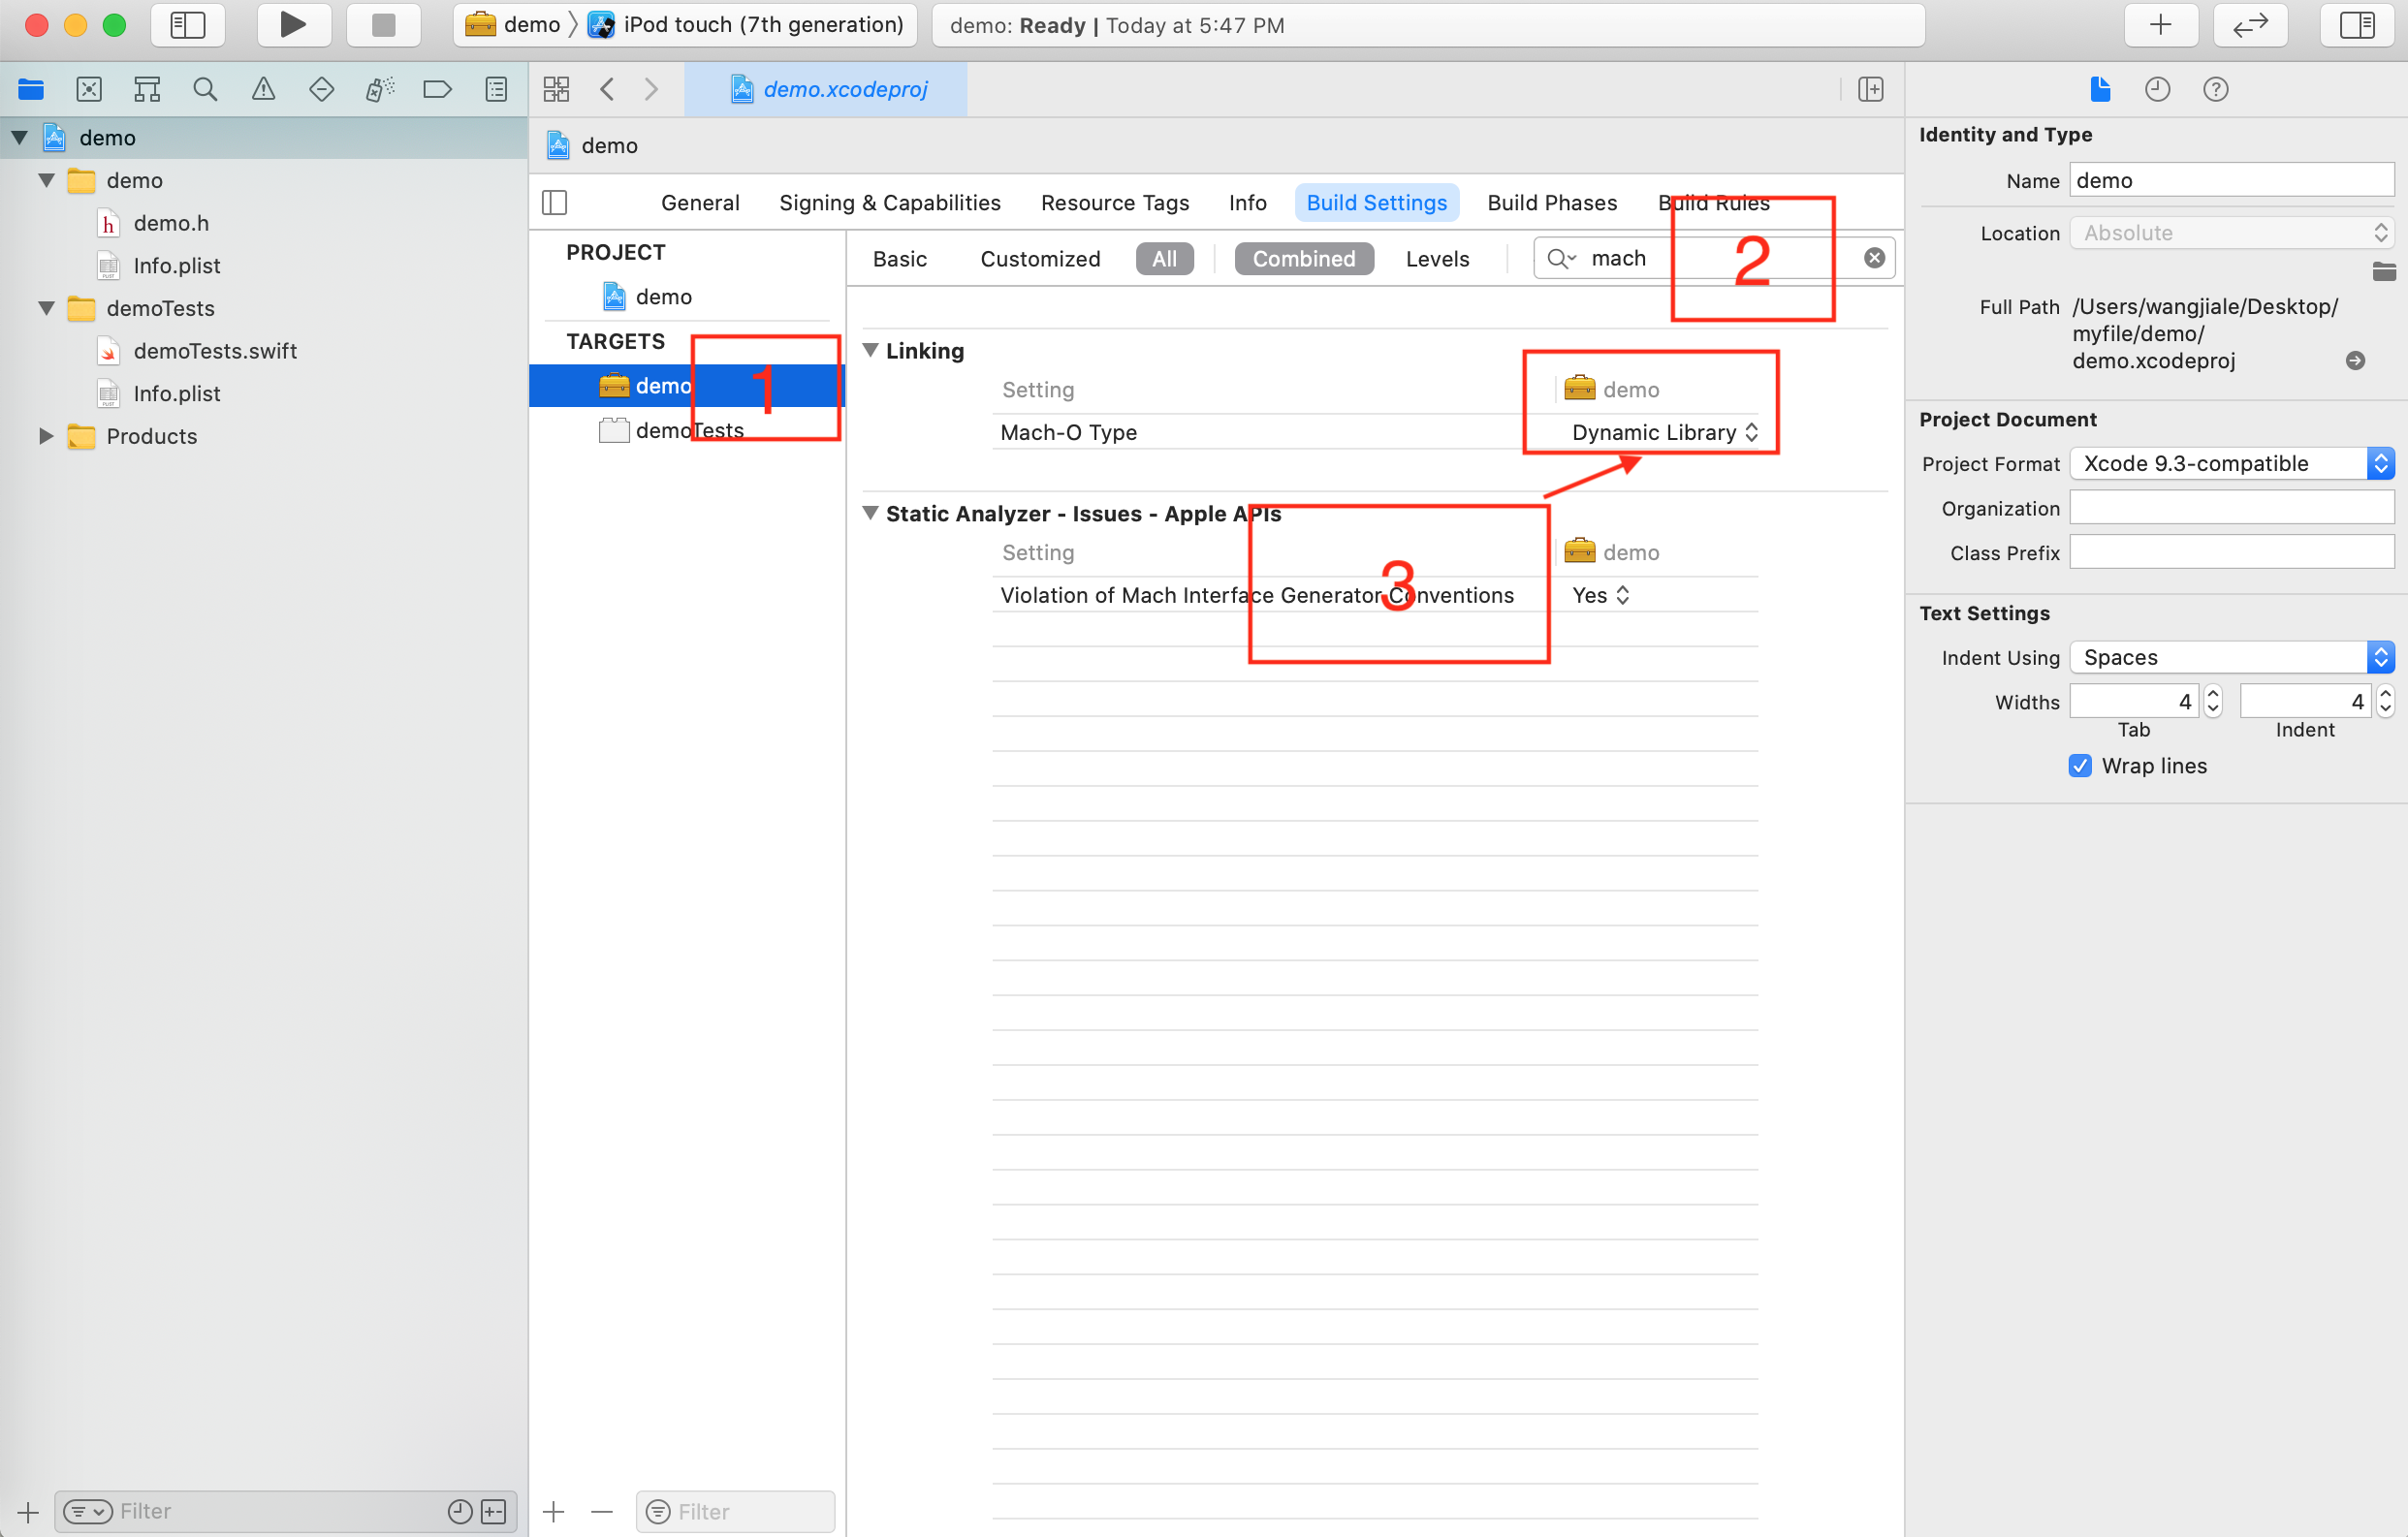 demo 〉 iPod touch (7th generation)
demo: Ready | Today at 5:47 PM
demo
demo
demo.h
Info.plist
demoTests
demoTests.swift
Info.plist
Products
Filter
demo.xcodeproj
demo
General Signing & Capabilities Resource Tags Info Build Settings Build Phases Build Rules
PROJECT
demo
TARGETS
demo
demoTests
1
Filter
Basic Customized All Combined Levels mach
2
Linking
Setting demo
Mach-O Type Dynamic Library
Static Analyzer - Issues - Apple APIs
Setting demo
Violation of Mach Interface Generator Conventions Yes
3
Identity and Type
Name demo
Location Absolute
Full Path /Users/wangjiale/Desktop/
myfile/demo/
demo.xcodeproj
Project Document
Project Format Xcode 9.3-compatible
Organization
Class Prefix
Text Settings
Indent Using Spaces
Widths 4 4
Tab Indent
Wrap lines